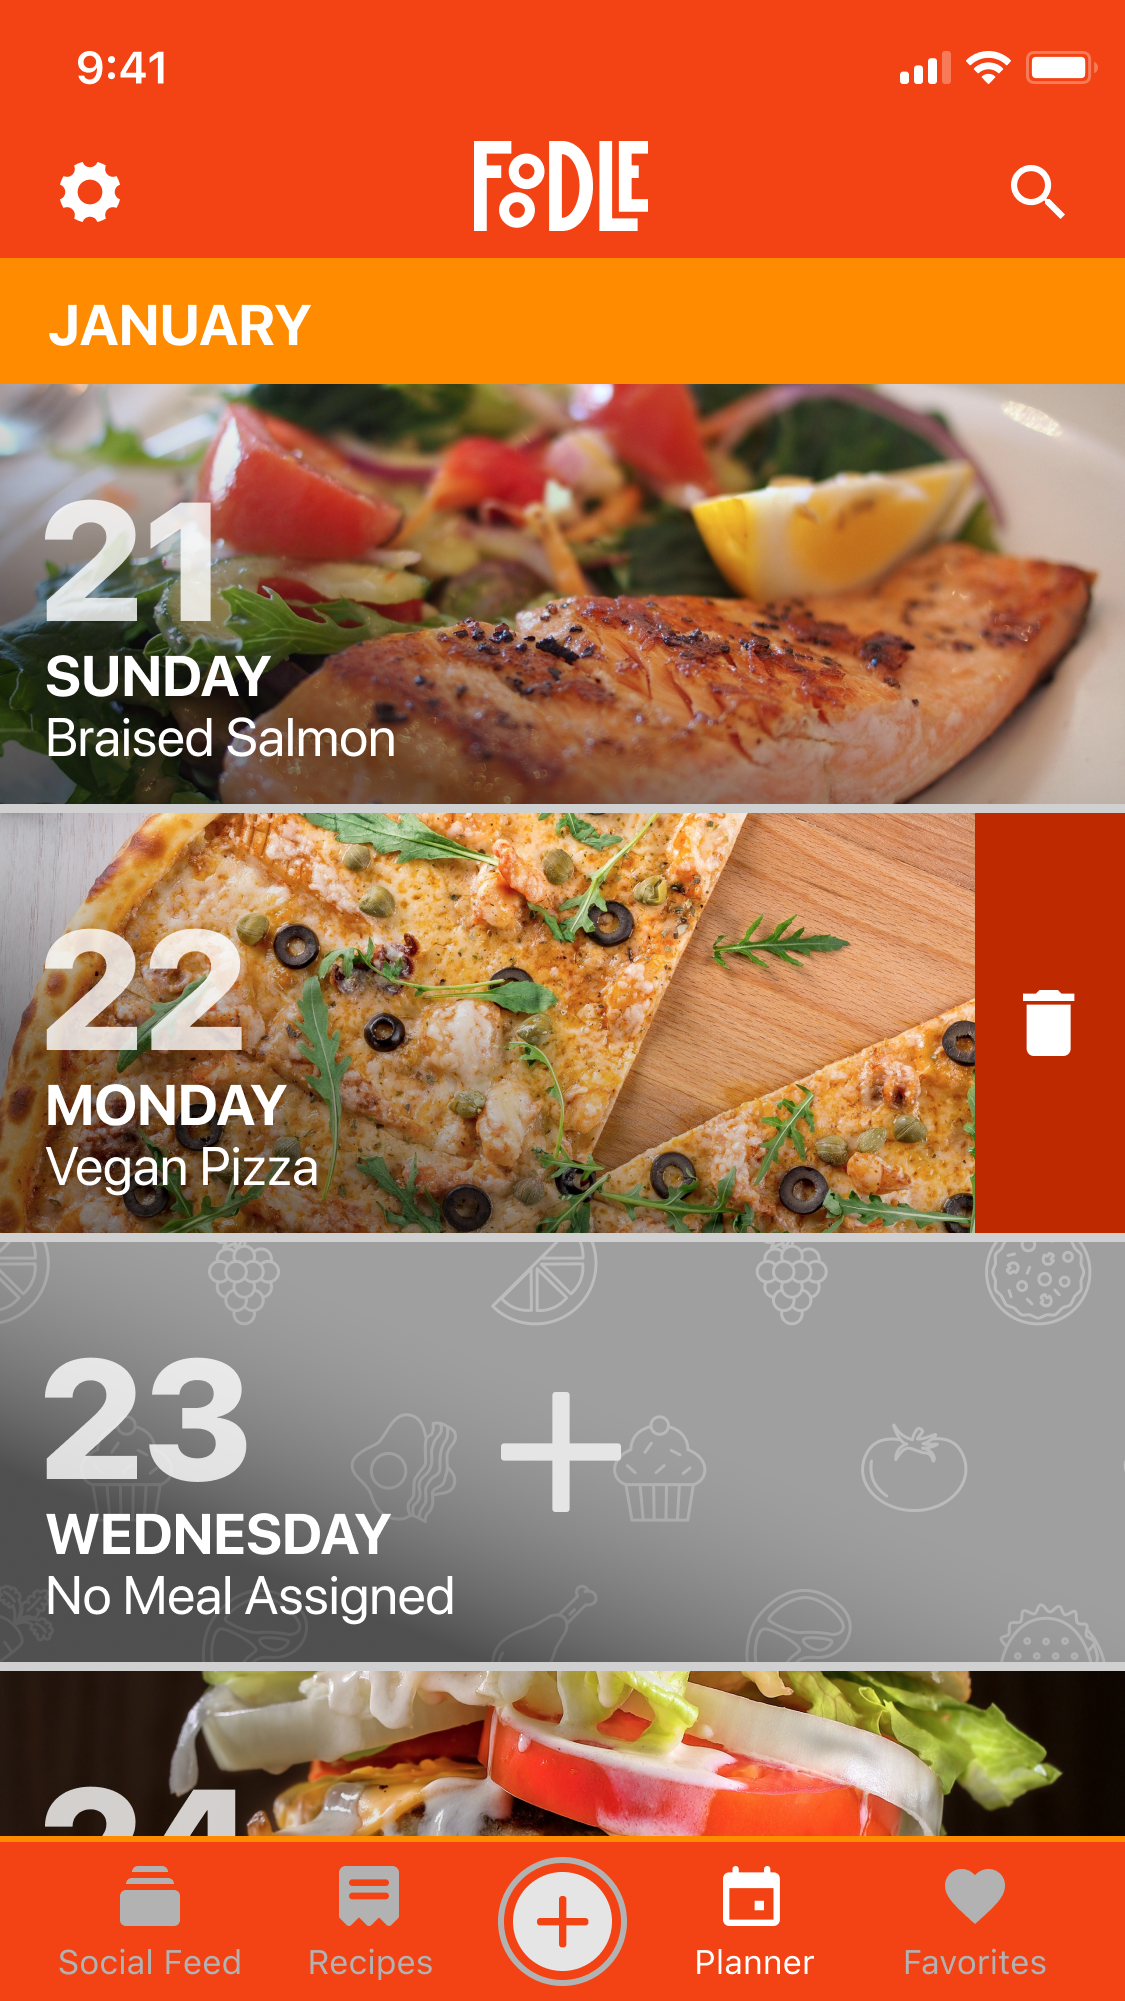 9:41
FOODLE
JANUARY
21
SUNDAY
Braised Salmon
22
MONDAY
Vegan Pizza
23
WEDNESDAY
No Meal Assigned
24
Social Feed
Recipes
Planner
Favorites